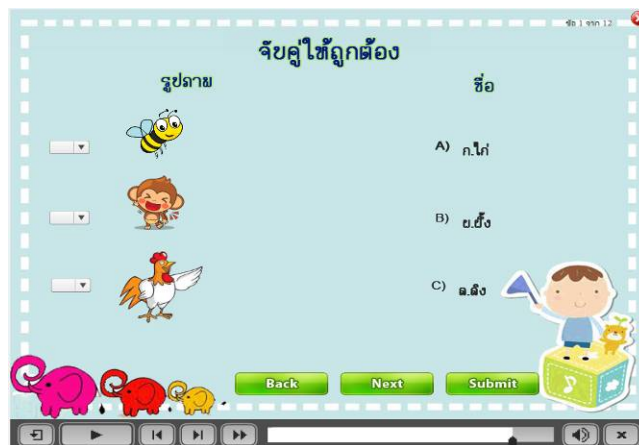 ข้อ 1 จาก 12
จับคู่ให้ถูกต้อง
รูปภาพ ชื่อ
A) ก.ไก่
B) ผ.ผึ้ง
C) ล.ลิง
Back Next Submit